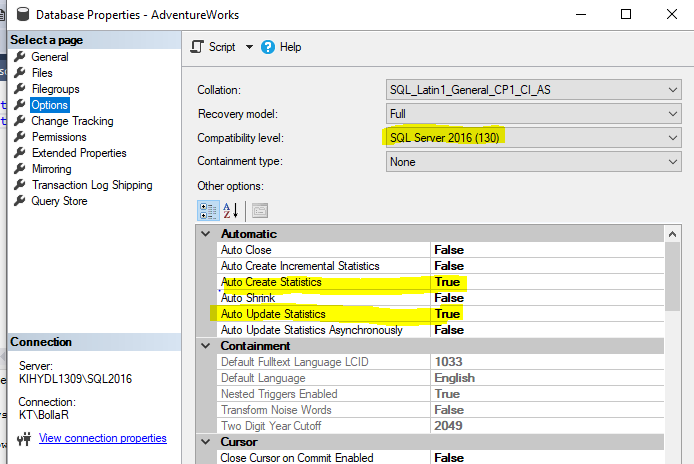 Database Properties - AdventureWorks
Select a page
General
Files
Filegroups
Options
Change Tracking
Permissions
Extended Properties
Mirroring
Transaction Log Shipping
Query Store
Connection
Server:
KIHYDL1309\SQL2016
Connection:
KT\BollaR
View connection properties
Script
Help
Collation:
SQL_Latin1_General_CP1_CI_AS
Recovery model:
Full
Compatibility level:
SQL Server 2016 (130)
Containment type:
None
Other options:
Automatic
Auto Close False
Auto Create Incremental Statistics False
Auto Create Statistics True
Auto Shrink False
Auto Update Statistics True
Auto Update Statistics Asynchronously False
Containment
Default Fulltext Language LCID 1033
Default Language English
Nested Triggers Enabled True
Transform Noise Words False
Two Digit Year Cutoff 2049
Cursor
Close Cursor on Commit Enabled False